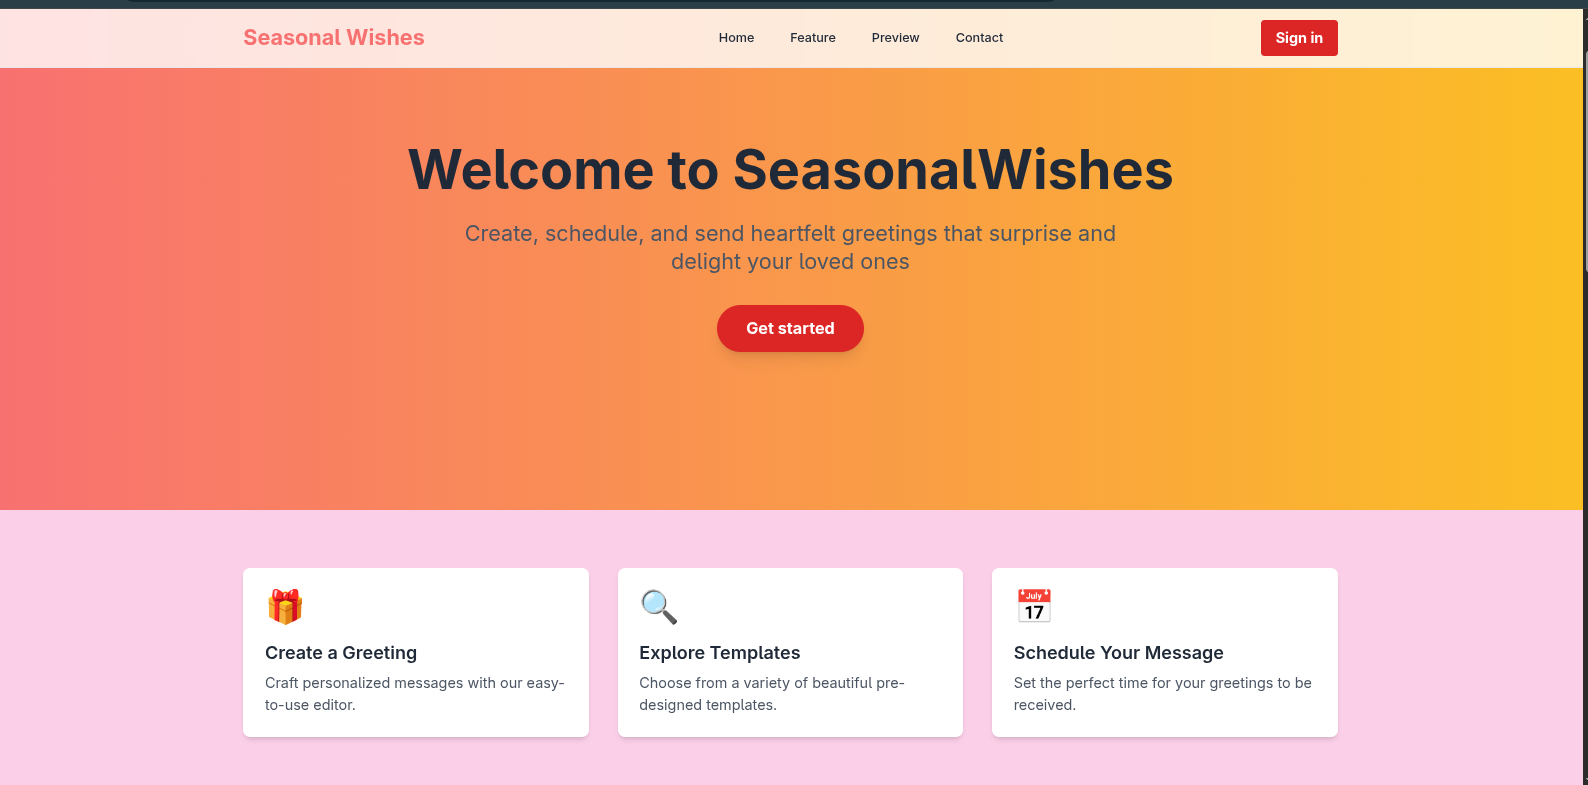 Seasonal Wishes
Home Feature Preview Contact
Sign in
Welcome to SeasonalWishes
Create, schedule, and send heartfelt greetings that surprise and
delight your loved ones
Get started
Create a Greeting
Craft personalized messages with our easy-
to-use editor.
Explore Templates
Choose from a variety of beautiful pre-
designed templates.
July
17
Schedule Your Message
Set the perfect time for your greetings to be
received.